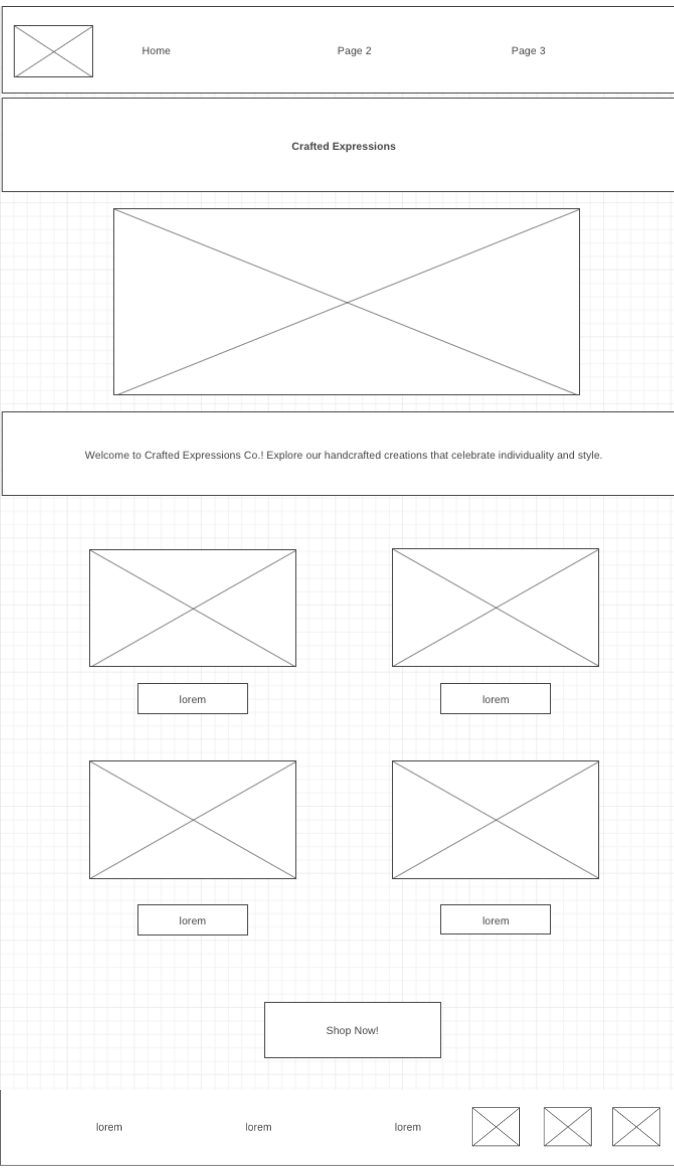 Home
Page 2
Page 3
Crafted Expressions
Welcome to Crafted Expressions Co.! Explore our handcrafted creations that celebrate individuality and style.
lorem
lorem
lorem
lorem
Shop Now!
lorem
lorem
lorem